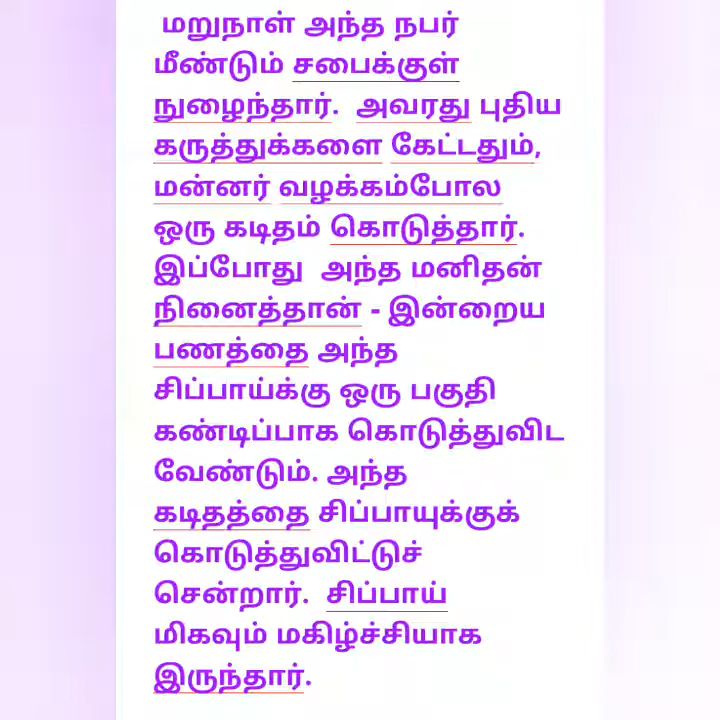 மறுநாள் அந்த நபர்
மீண்டும் சபைக்குள்
நுழைந்தார். அவரது புதிய
கருத்துக்களை கேட்டதும்,
மன்னர் வழக்கம்போல
ஒரு கடிதம் கொடுத்தார்.
இப்போது அந்த மனிதன்
நினைத்தான் - இன்றைய
பணத்தை அந்த
சிப்பாய்க்கு ஒரு பகுதி
கண்டிப்பாக கொடுத்துவிட
வேண்டும். அந்த
கடிதத்தை சிப்பாயுக்குக்
கொடுத்துவிட்டுச்
சென்றார். சிப்பாய்
மிகவும் மகிழ்ச்சியாக
இருந்தார்.